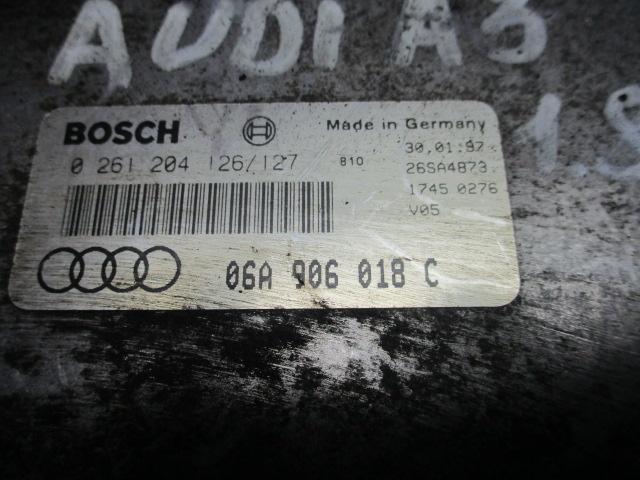 AUDI A3
1.8
BOSCH
Made in Germany
0 261 204 126/127
810
30.01.97
26SA4873
1745 0276
V05
06A 906 018 C